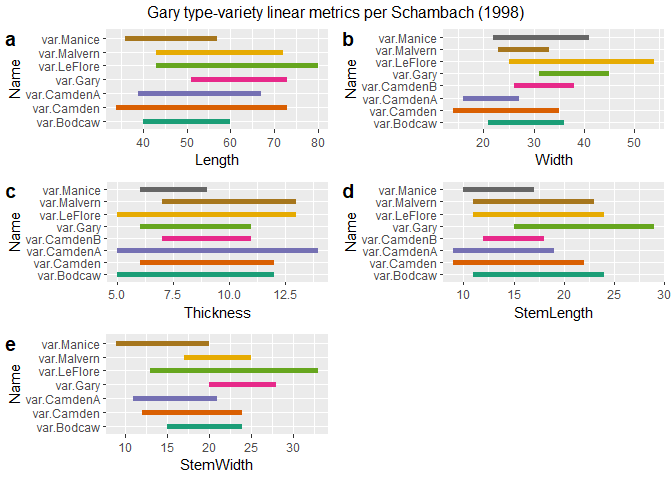 Gary type-variety linear metrics per Schambach (1998)
a
Name
var.Manice
var.Malvern
var.LeFlore
var.Gary
var.CamdenA
var.Camden
var.Bodcaw
40 50 60 70 80
Length
b
Name
var.Manice
var.Malvern
var.LeFlore
var.Gary
var.CamdenB
var.CamdenA
var.Camden
var.Bodcaw
20 30 40 50
Width
c
Name
var.Manice
var.Malvern
var.LeFlore
var.Gary
var.CamdenB
var.CamdenA
var.Camden
var.Bodcaw
5.0 7.5 10.0 12.5
Thickness
d
Name
var.Manice
var.Malvern
var.LeFlore
var.Gary
var.CamdenB
var.CamdenA
var.Camden
var.Bodcaw
10 15 20 25 30
StemLength
e
Name
var.Manice
var.Malvern
var.LeFlore
var.Gary
var.CamdenA
var.Camden
var.Bodcaw
10 15 20 25 30
StemWidth